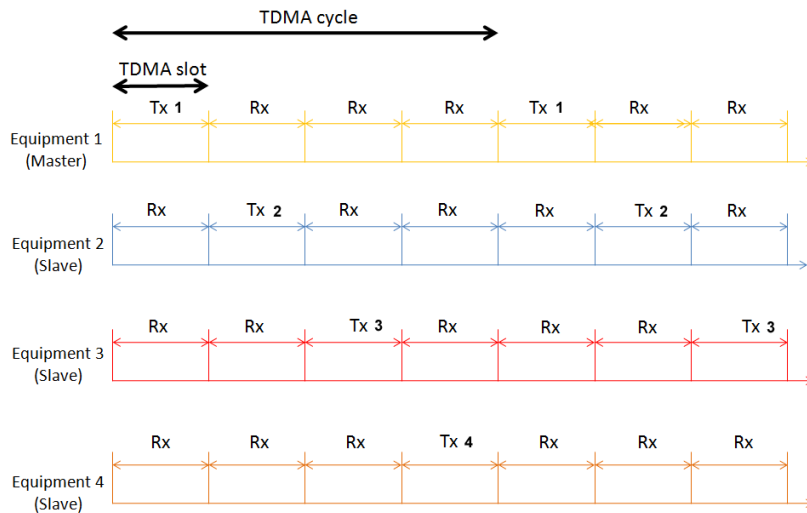 TDMA cycle
TDMA slot
Tx 1 Rx Rx Rx Tx 1 Rx Rx
Equipment 1
(Master)
Rx Tx 2 Rx Rx Rx Tx 2 Rx
Equipment 2
(Slave)
Rx Rx Tx 3 Rx Rx Rx Tx 3
Equipment 3
(Slave)
Rx Rx Rx Tx 4 Rx Rx Rx
Equipment 4
(Slave)